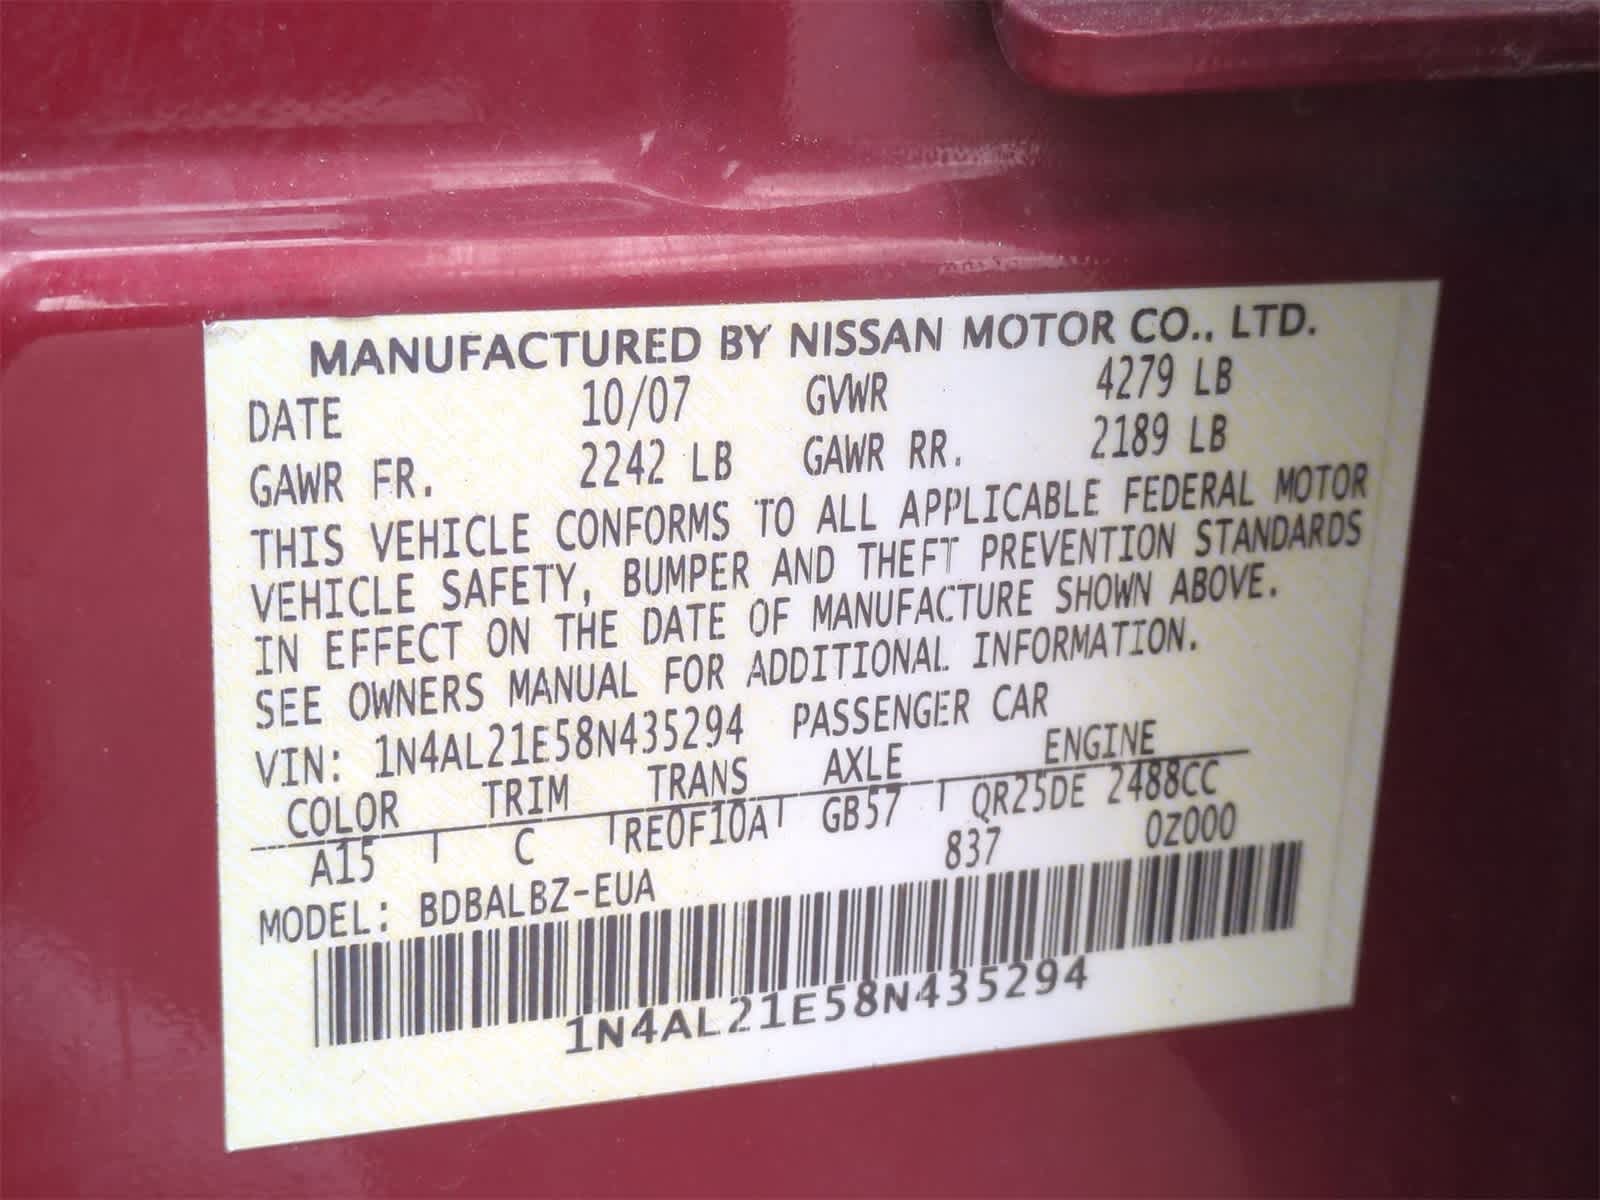 MANUFACTURED BY NISSAN MOTOR CO., LTD.
DATE 10/07 GVWR 4279 LB
GAWR FR. 2242 LB GAWR RR. 2189 LB
THIS VEHICLE CONFORMS TO ALL APPLICABLE FEDERAL MOTOR
VEHICLE SAFETY, BUMPER AND THEFT PREVENTION STANDARDS
IN EFFECT ON THE DATE OF MANUFACTURE SHOWN ABOVE.
SEE OWNERS MANUAL FOR ADDITIONAL INFORMATION.
VIN: 1N4AL21E58N435294 PASSENGER CAR
COLOR TRIM TRANS AXLE ENGINE
A15 C RE0F10A GB57 QR25DE 2488CC
837 0Z000
MODEL: BDBALBZ-EUA
1N4AL21E58N435294